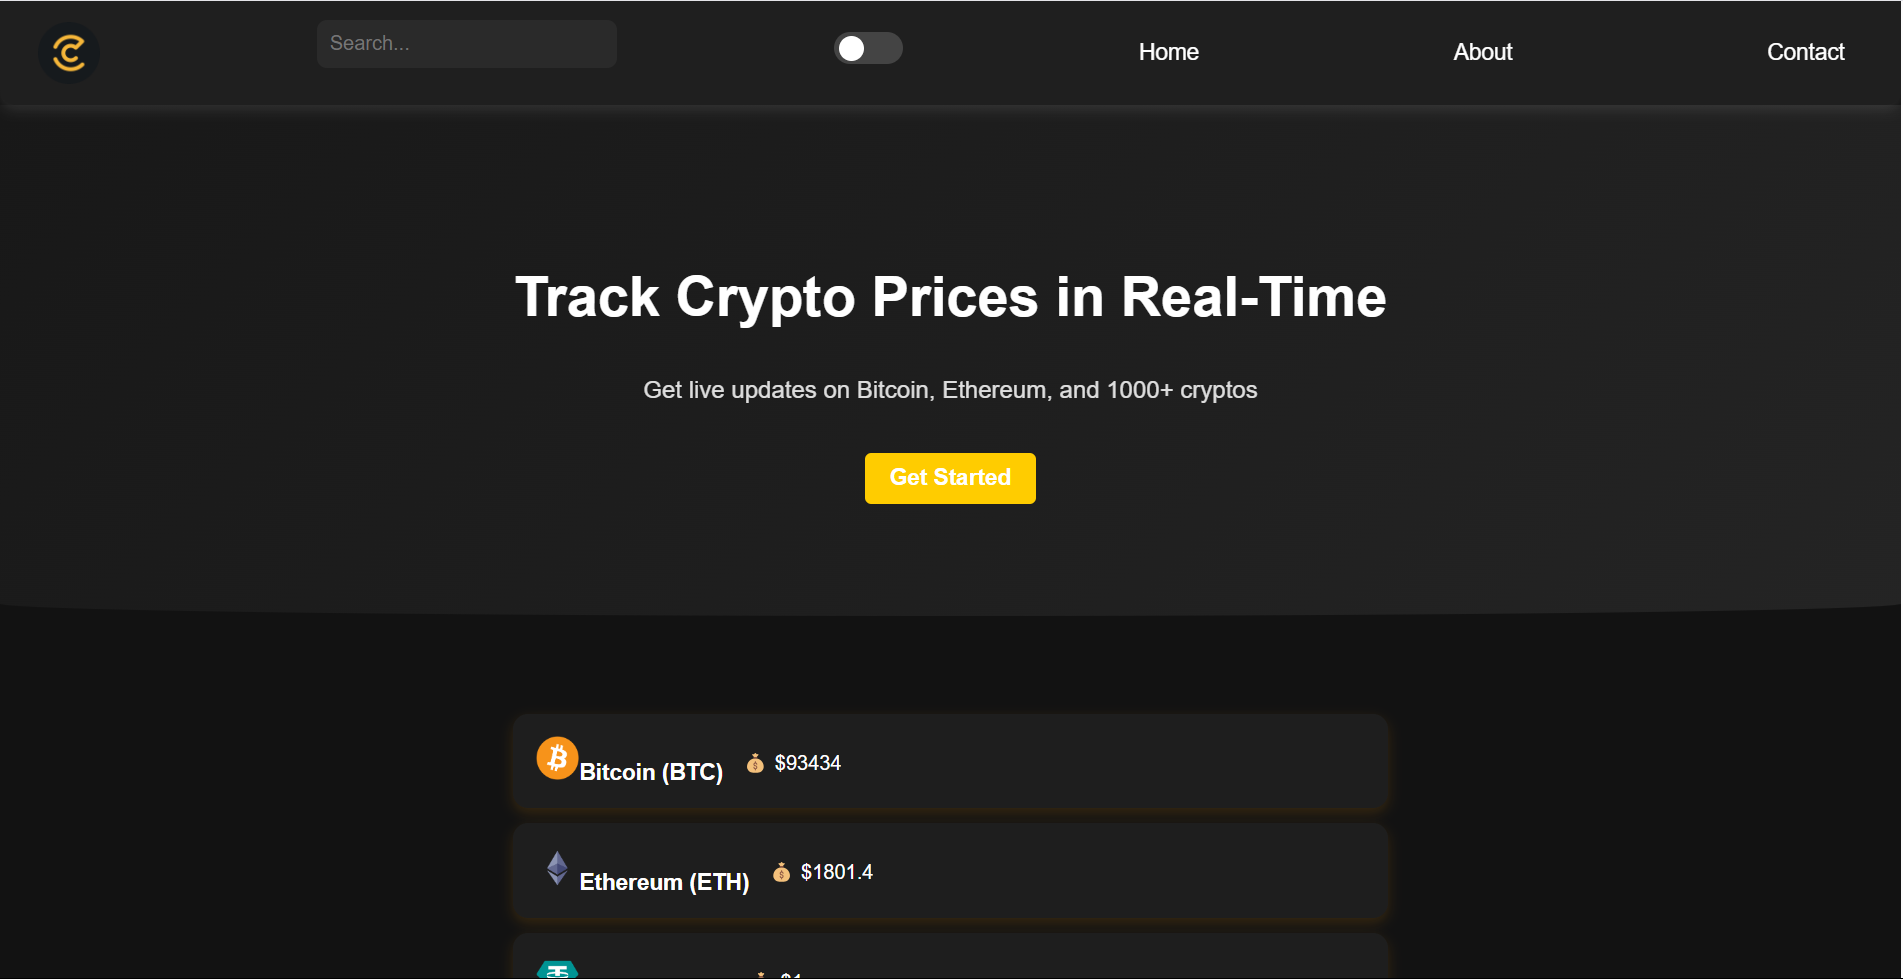 Search...
Home
About
Contact
Track Crypto Prices in Real-Time
Get live updates on Bitcoin, Ethereum, and 1000+ cryptos
Get Started
Bitcoin (BTC) 💰 $93434
Ethereum (ETH) 💰 $1801.4
$1